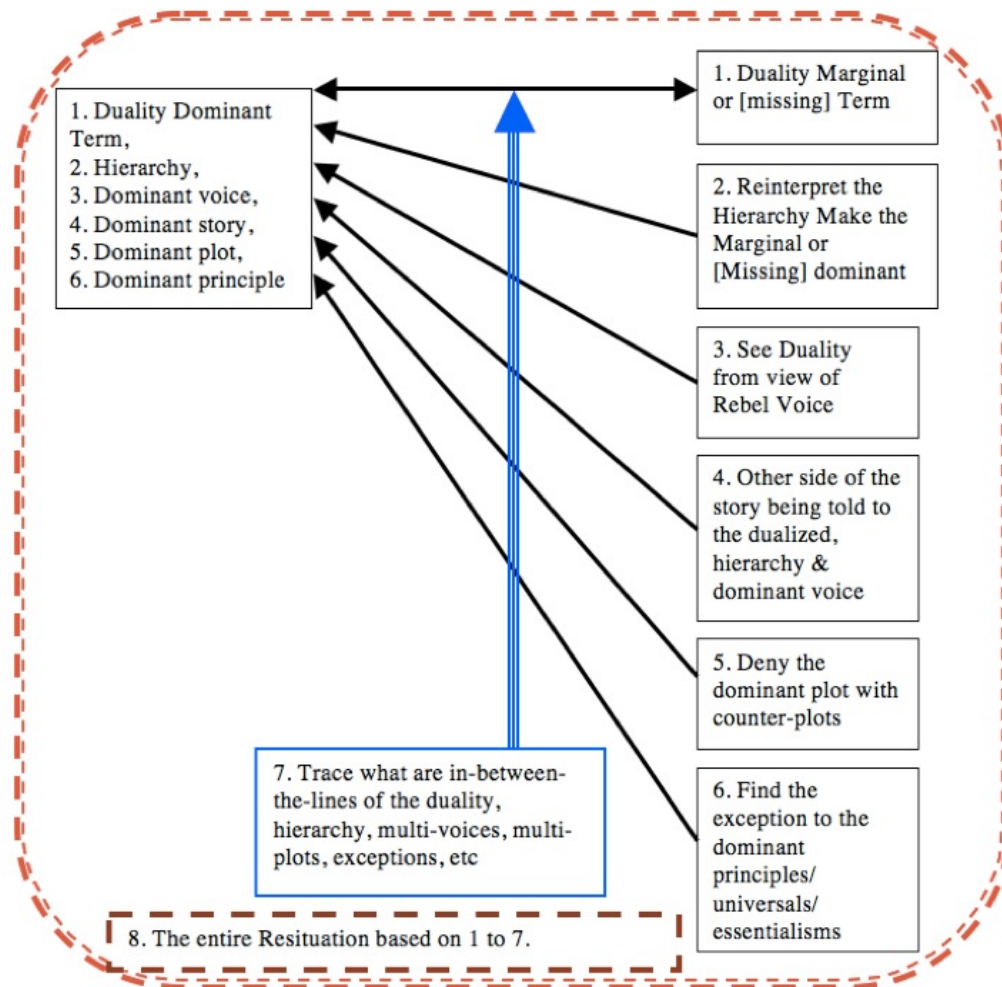 1. Duality Dominant
Term,
2. Hierarchy,
3. Dominant voice,
4. Dominant story,
5. Dominant plot,
6. Dominant principle
1. Duality Marginal
or [missing] Term
2. Reinterpret the
Hierarchy Make the
Marginal or
[Missing] dominant
3. See Duality
from view of
Rebel Voice
4. Other side of the
story being told to
the dualized,
hierarchy &
dominant voice
5. Deny the
dominant plot with
counter-plots
6. Find the
exception to the
dominant
principles/
universals/
essentialisms
7. Trace what are in-between-
the-lines of the duality,
hierarchy, multi-voices, multi-
plots, exceptions, etc
8. The entire Resituation based on 1 to 7.